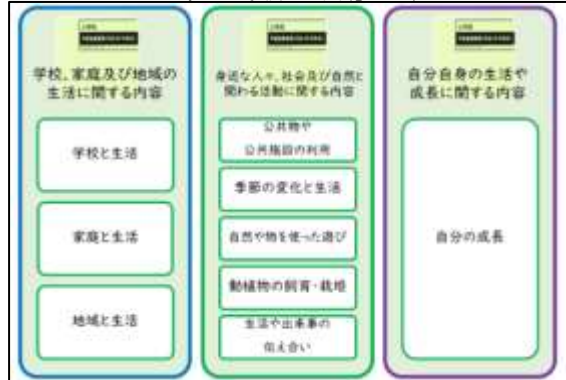 学校、家庭及び地域の
生活に関する内容
学校と生活
家庭と生活
地域と生活
身近な人々、社会及び自然と
関わる活動に関する内容
公共物や
公共施設の利用
季節の変化と生活
自然や物を使った遊び
動植物の飼育・栽培
生活や出来事の
伝え合い
自分自身の生活や
成長に関する内容
自分の成長